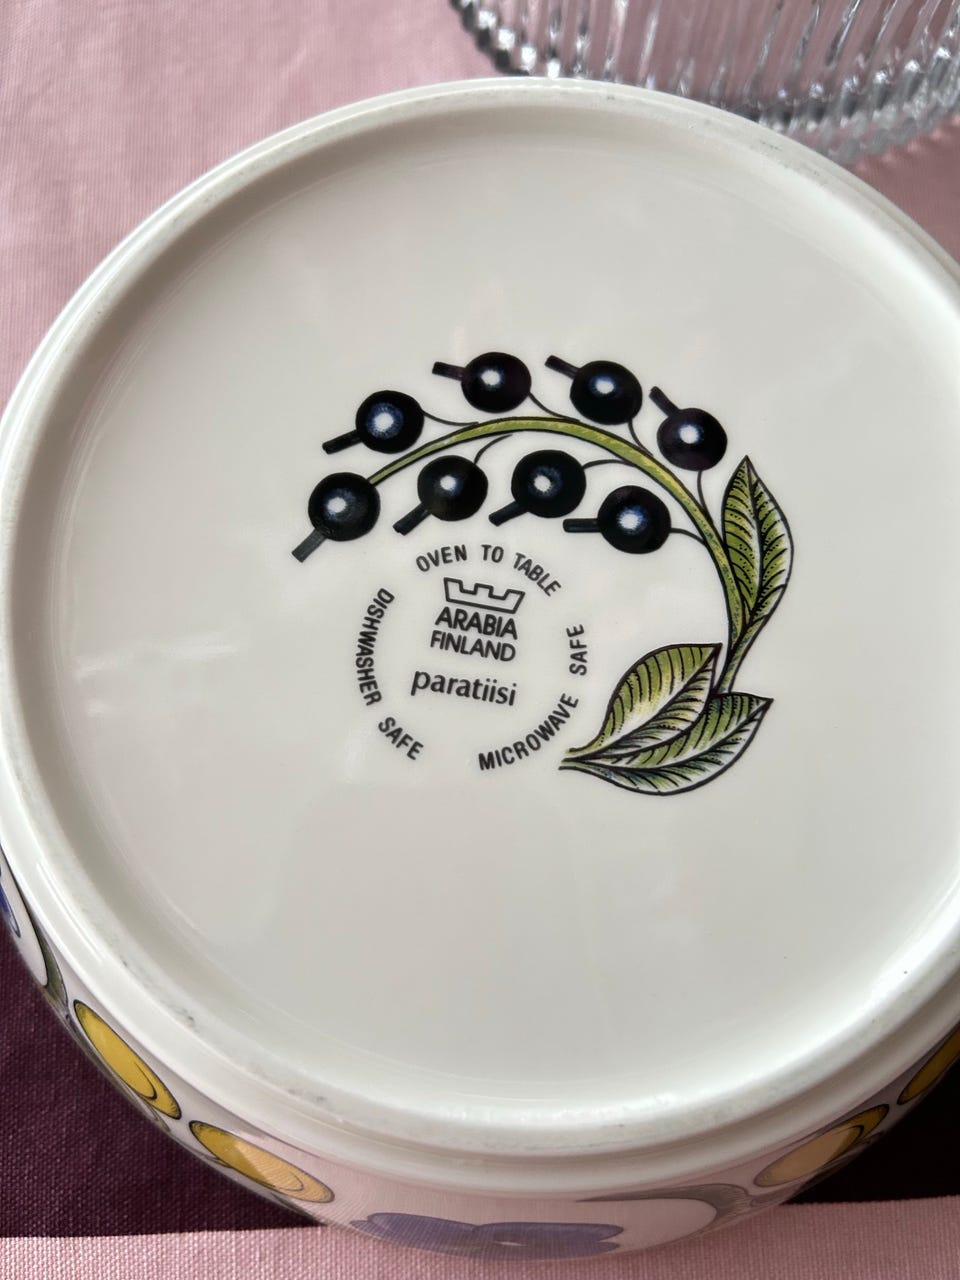 OVEN TO TABLE
ARABIA
FINLAND
paratiisi
DISHWASHER SAFE
MICROWAVE SAFE